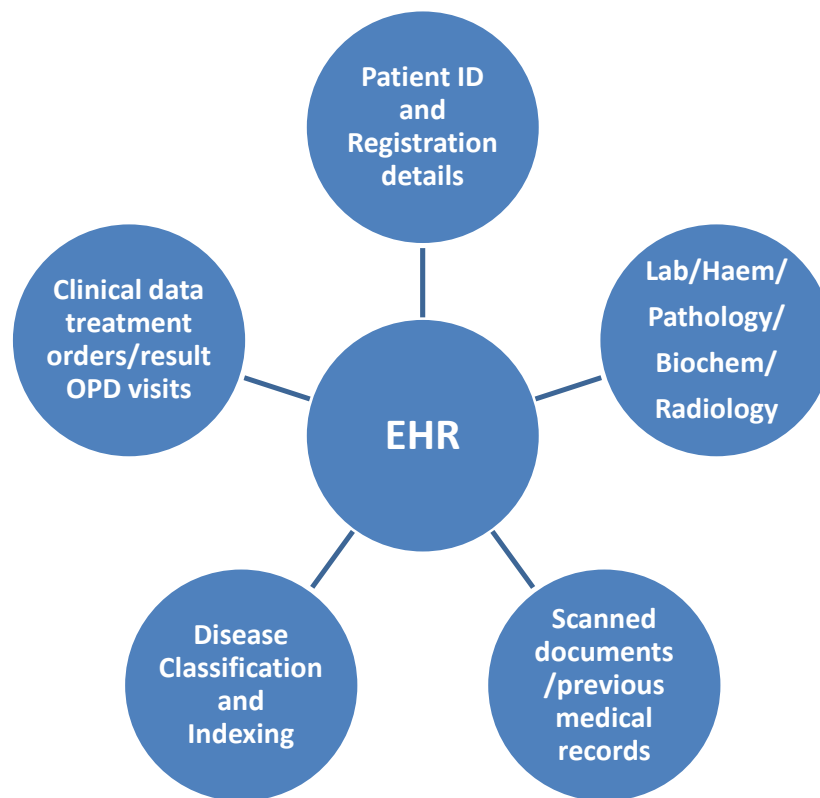 Patient ID
and
Registration
details
Lab/Haem/
Pathology/
Biochem/
Radiology
Scanned
documents
/previous
medical
records
Disease
Classification
and
Indexing
Clinical data
treatment
orders/result
OPD visits
EHR